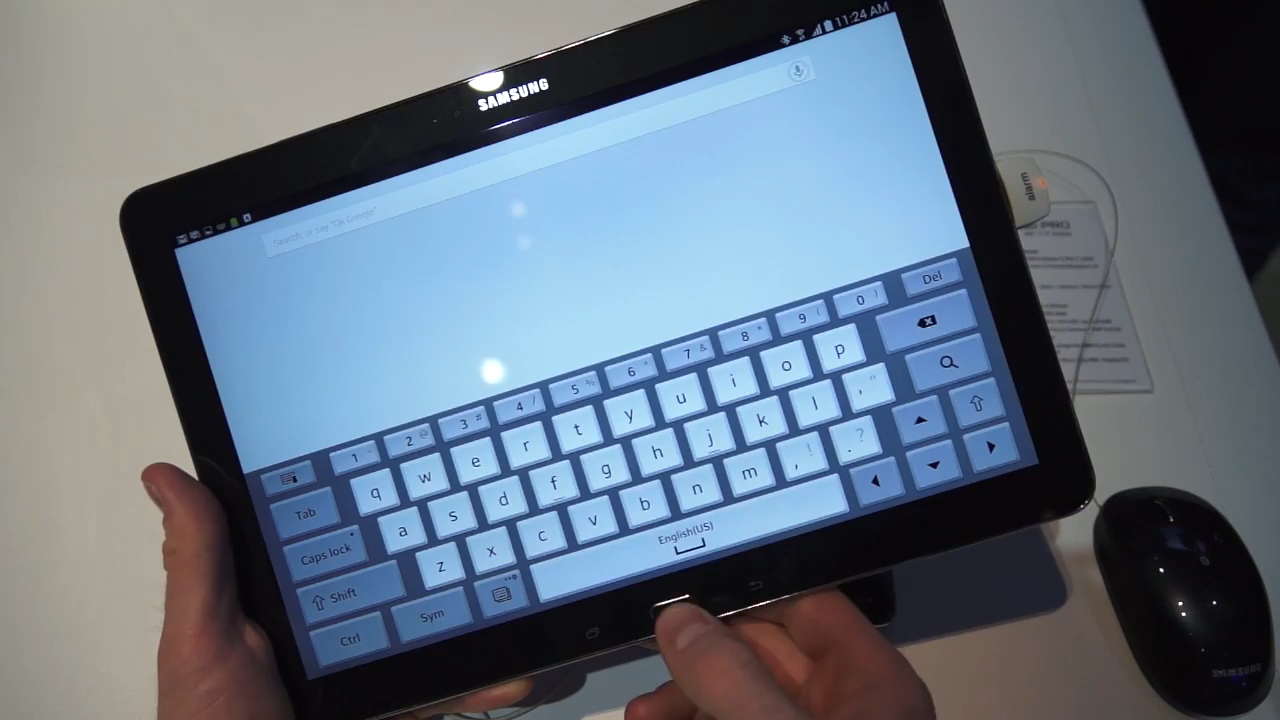 SAMSUNG
11:24 AM
Search, or say "Ok Google"
1 - 2 @ 3 # 4 / 5 % 6 ^ 7 & 8 * 9 ( 0 ) Del
Tab q w e r t y u i o p
Caps lock a s d f g h j k l , "
Shift z x c v b n m , ! . ?
Ctrl Sym English(US)
alarm
SAMSUNG